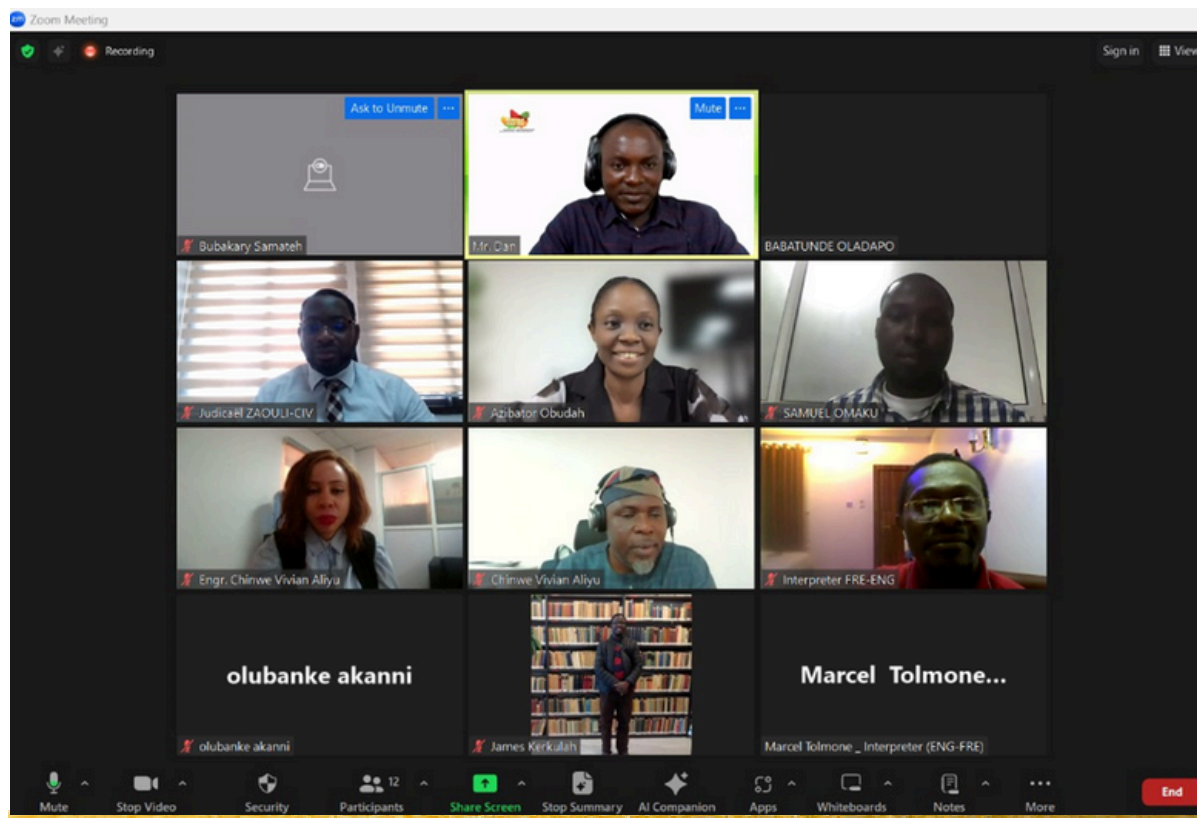 zm Zoom Meeting
Recording
Sign in View
Ask to Unmute ...
Mute ...
Bubakary Samateh
Mr. Dan
BABATUNDE OLADAPO
Judicaël ZAOULI-CIV
Azibator Obudah
SAMUEL OMAKU
Engr. Chinwe Vivian Aliyu
Chinwe Vivian Aliyu
Interpreter FRE-ENG
olubanke akanni
Marcel Tolmone...
olubanke akanni
James Kerkulah
Marcel Tolmone _ Interpreter (ENG-FRE)
12
Mute
Stop Video
Security
Participants
Share Screen
Stop Summary
AI Companion
Apps
Whiteboards
Notes
More
End